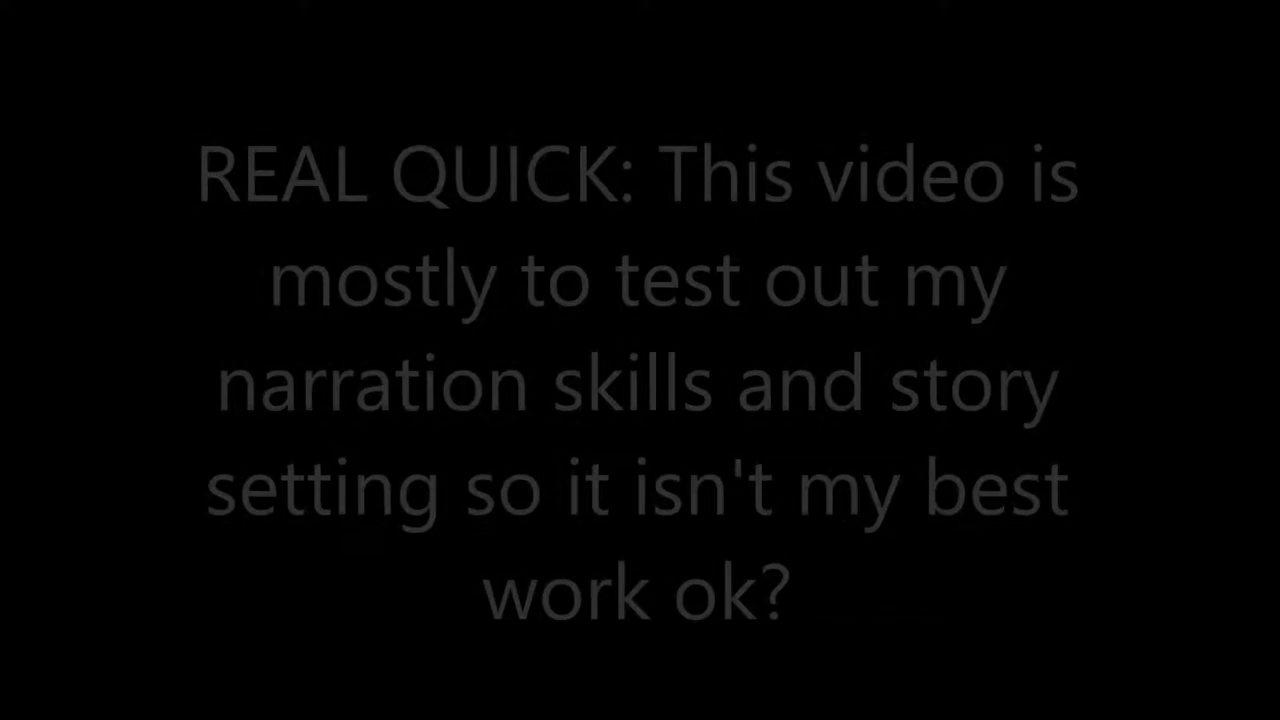 REAL QUICK: This video is
mostly to test out my
narration skills and story
setting so it isn't my best
work ok?